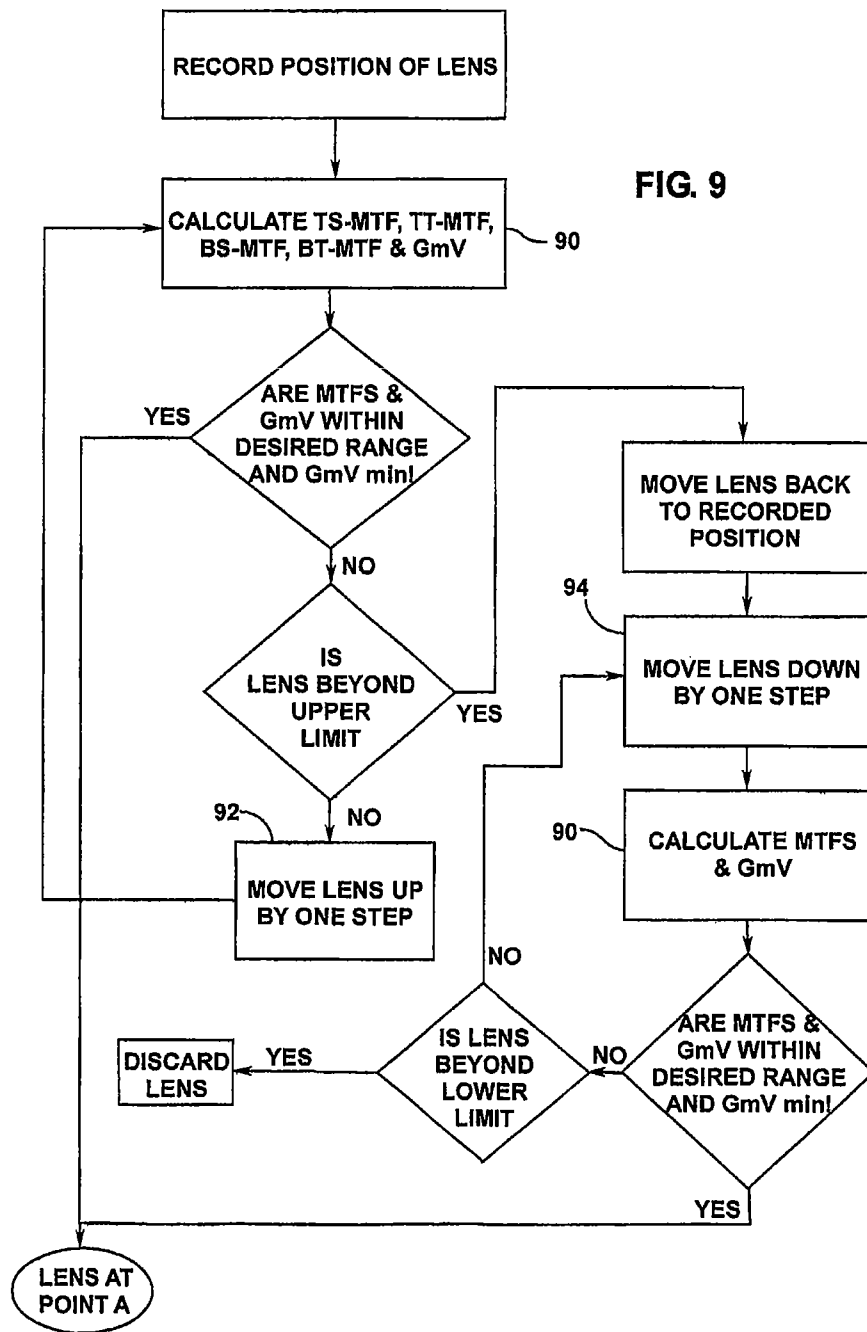 RECORD POSITION OF LENS
FIG. 9
CALCULATE TS-MTF, TT-MTF,
BS-MTF, BT-MTF & GmV
90
ARE MTFS &
GmV WITHIN
DESIRED RANGE
AND GmV min!
YES
NO
IS
LENS BEYOND
UPPER
LIMIT
YES
NO
92
MOVE LENS UP
BY ONE STEP
MOVE LENS BACK
TO RECORDED
POSITION
94
MOVE LENS DOWN
BY ONE STEP
90
CALCULATE MTFS
& GmV
ARE MTFS &
GmV WITHIN
DESIRED RANGE
AND GmV min!
NO
YES
IS LENS
BEYOND
LOWER
LIMIT
NO
YES
DISCARD
LENS
LENS AT
POINT A